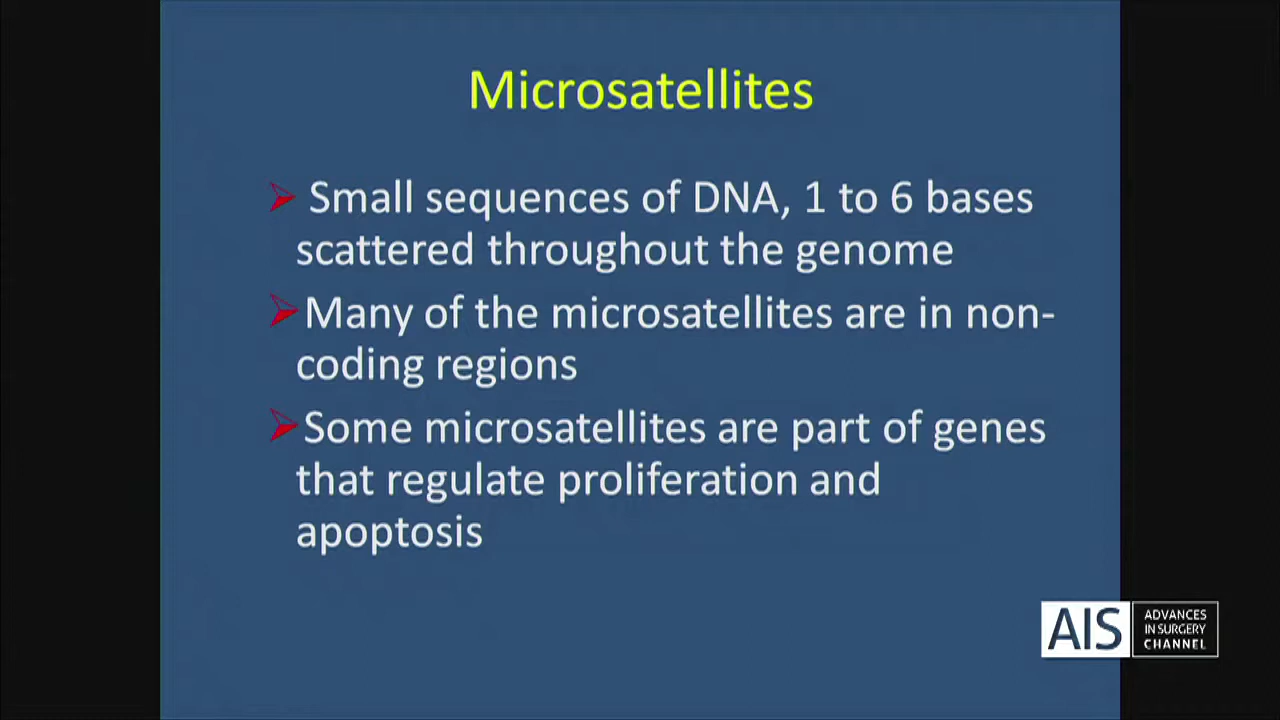 Microsatellites
Small sequences of DNA, 1 to 6 bases
scattered throughout the genome
Many of the microsatellites are in non-
coding regions
Some microsatellites are part of genes
that regulate proliferation and
apoptosis
AIS
ADVANCES
IN SURGERY
CHANNEL